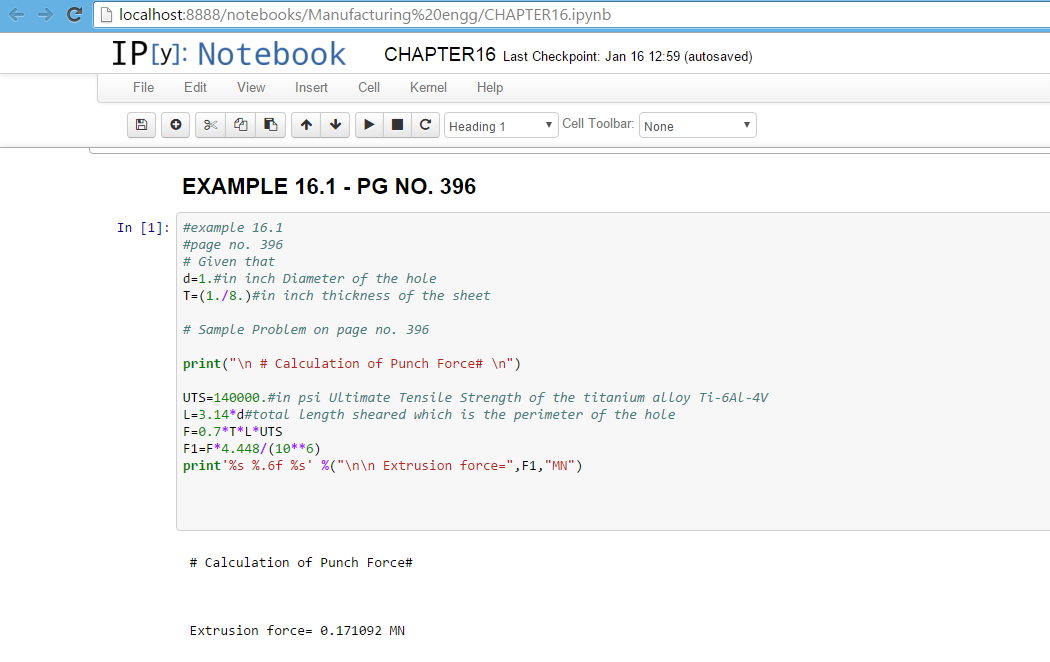 localhost:8888/notebooks/Manufacturing%20engg/CHAPTER16.ipynb
IP[y]: Notebook CHAPTER16 Last Checkpoint: Jan 16 12:59 (autosaved)
File Edit View Insert Cell Kernel Help
Heading 1 Cell Toolbar: None
EXAMPLE 16.1 - PG NO. 396
In [1]: #example 16.1
#page no. 396
# Given that
d=1.#in inch Diameter of the hole
T=(1./8.)#in inch thickness of the sheet
# Sample Problem on page no. 396
print("\n # Calculation of Punch Force# \n")
UTS=140000.#in psi Ultimate Tensile Strength of the titanium alloy Ti-6Al-4V
L=3.14*d#total length sheared which is the perimeter of the hole
F=0.7*T*L*UTS
F1=F*4.448/(10**6)
print'%s %.6f %s' %("\n\n Extrusion force=",F1,"MN")
# Calculation of Punch Force#
Extrusion force= 0.171092 MN